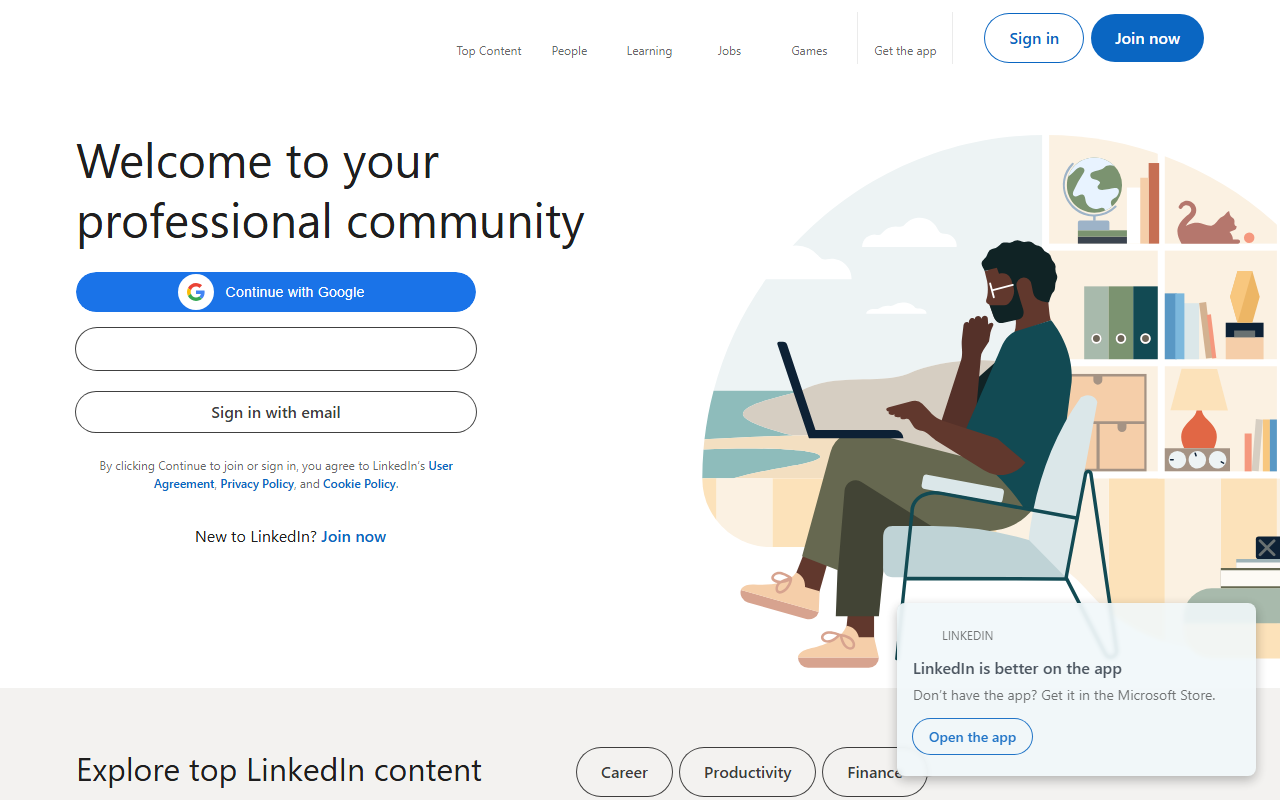 Top Content
People
Learning
Jobs
Games
Get the app
Sign in
Join now
Welcome to your
professional community
Continue with Google
Sign in with email
By clicking Continue to join or sign in, you agree to LinkedIn’s User
Agreement, Privacy Policy, and Cookie Policy.
New to LinkedIn? Join now
LINKEDIN
LinkedIn is better on the app
Don’t have the app? Get it in the Microsoft Store.
Open the app
Explore top LinkedIn content
Career
Productivity
Finance